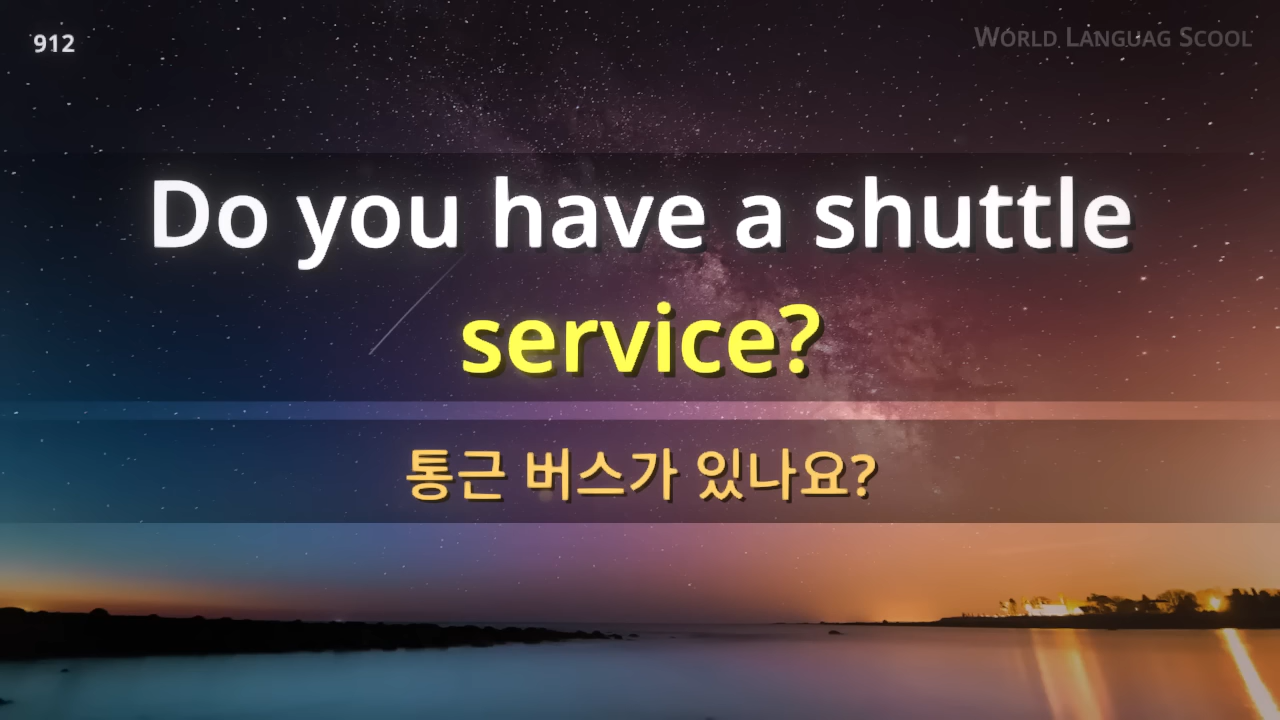 912
World Languag Scool
Do you have a shuttle
service?
통근 버스가 있나요?